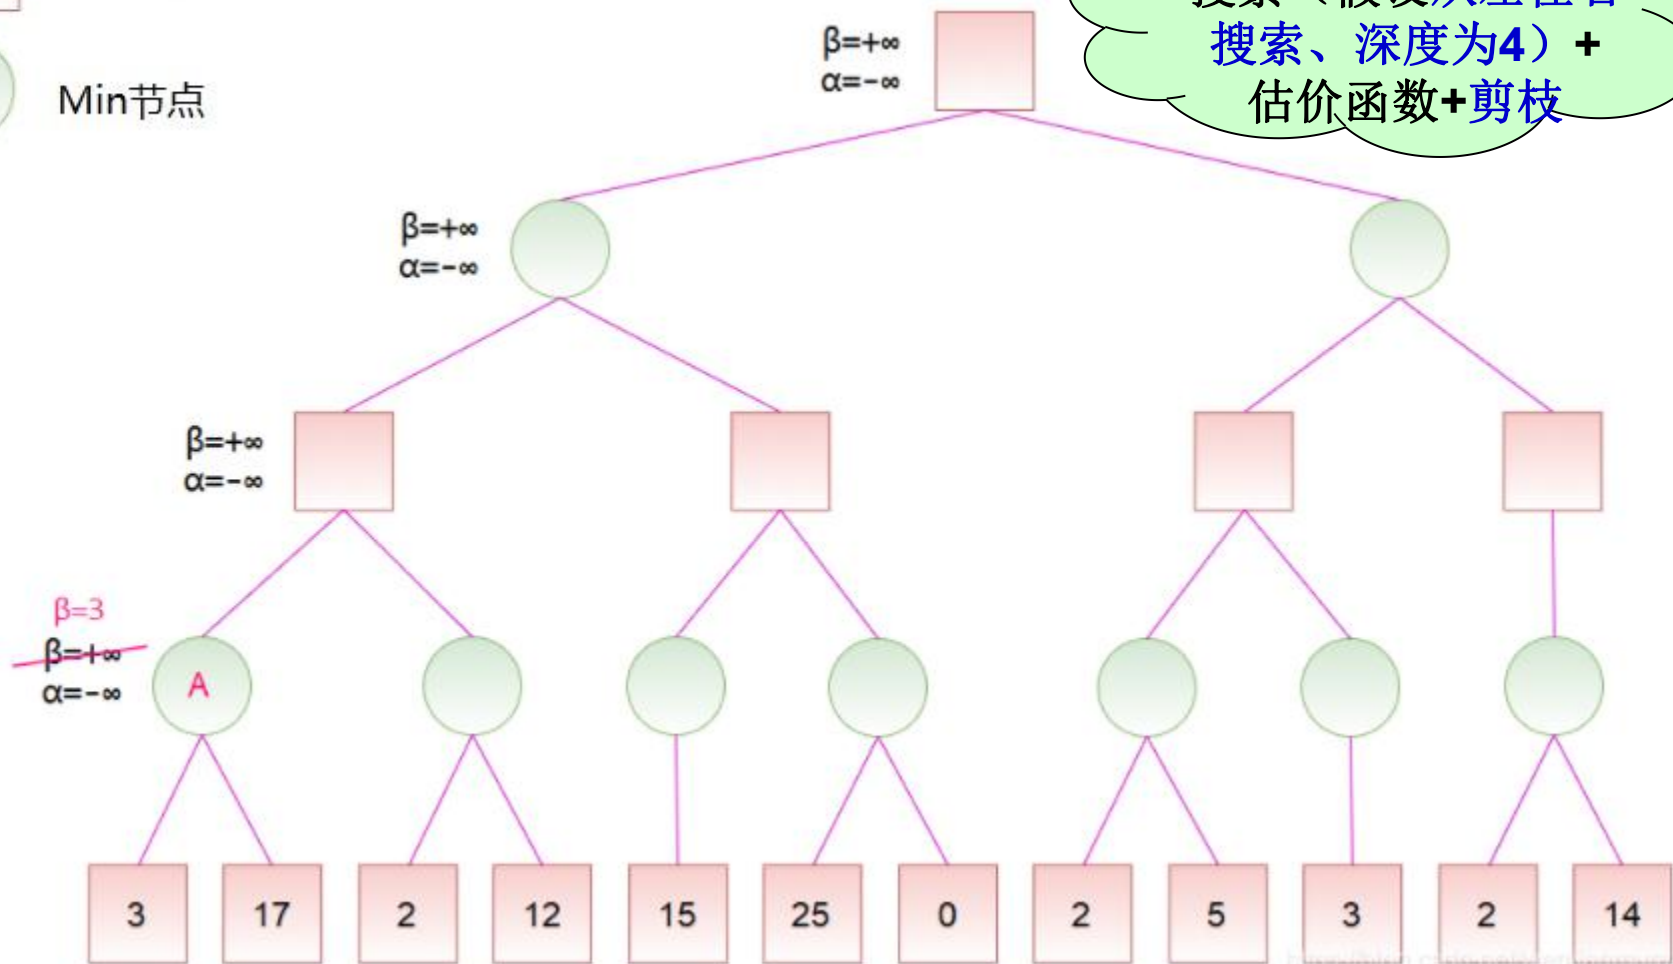 搜索、深度为4）+
估价函数+剪枝
Min节点
β=+∞
α=-∞
β=+∞
α=-∞
β=+∞
α=-∞
β=3
β=+∞
α=-∞
A
3 17 2 12 15 25 0 2 5 3 2 14